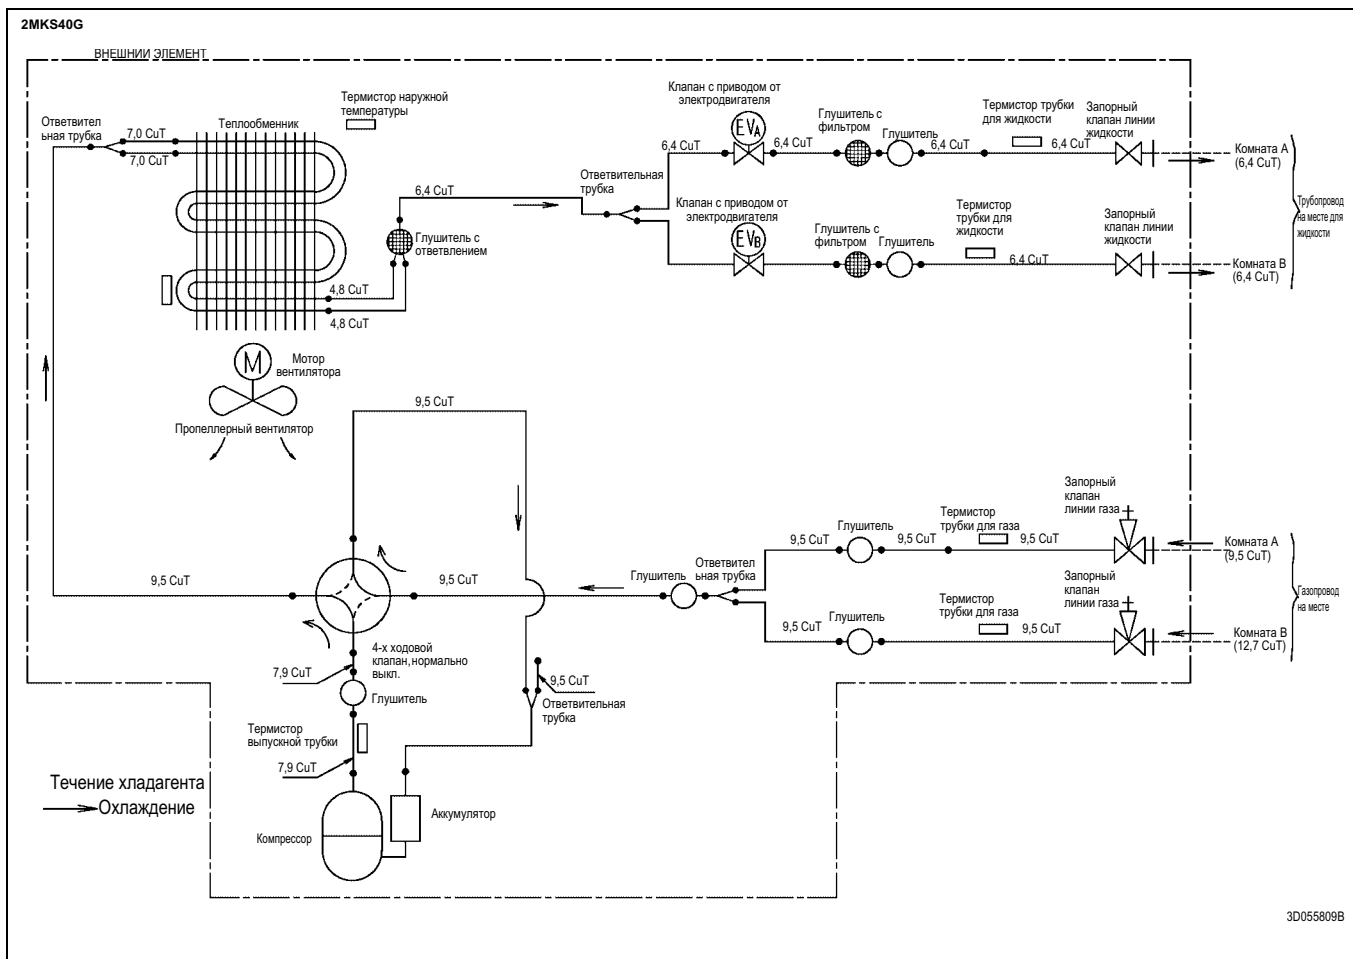 2MKS40G
ВНЕШНИИ ЭЛЕМЕНТ
Ответвител
ьная трубка
7,0 CuT
7,0 CuT
Теплообменник
Термистор наружной
температуры
Клапан с приводом от
электродвигателя
EVA
6,4 CuT
6,4 CuT
Глушитель с
фильтром
Глушитель
6,4 CuT
Термистор трубки
для жидкости
6,4 CuT
Запорный
клапан линии
жидкости
Комната A
(6,4 CuT)
6,4 CuT
Ответвительная
трубка
Глушитель с
ответвлением
4,8 CuT
4,8 CuT
Клапан с приводом от
электродвигателя
EVB
Глушитель с
фильтром
Глушитель
Термистор
трубки для
жидкости
6,4 CuT
Запорный
клапан линии
жидкости
Комната B
(6,4 CuT)
Трубопровод
на месте для
жидкости
M
Мотор
вентилятора
Пропеллерный вентилятор
9,5 CuT
9,5 CuT
9,5 CuT
4-х ходовой
клапан,нормально
выкл.
Глушитель
Ответвител
ьная трубка
9,5 CuT
Глушитель
9,5 CuT
Термистор
трубки для газа
9,5 CuT
Запорный
клапан
линии газа
Комната A
(9,5 CuT)
9,5 CuT
Глушитель
Термистор
трубки для газа
9,5 CuT
Запорный
клапан
линии газа
Комната B
(12,7 CuT)
Газопровод
на месте
7,9 CuT
Глушитель
9,5 CuT
Ответвительная
трубка
Термистор
выпускной трубки
7,9 CuT
Компрессор
Аккумулятор
Течение хладагента
Охлаждение
3D055809B